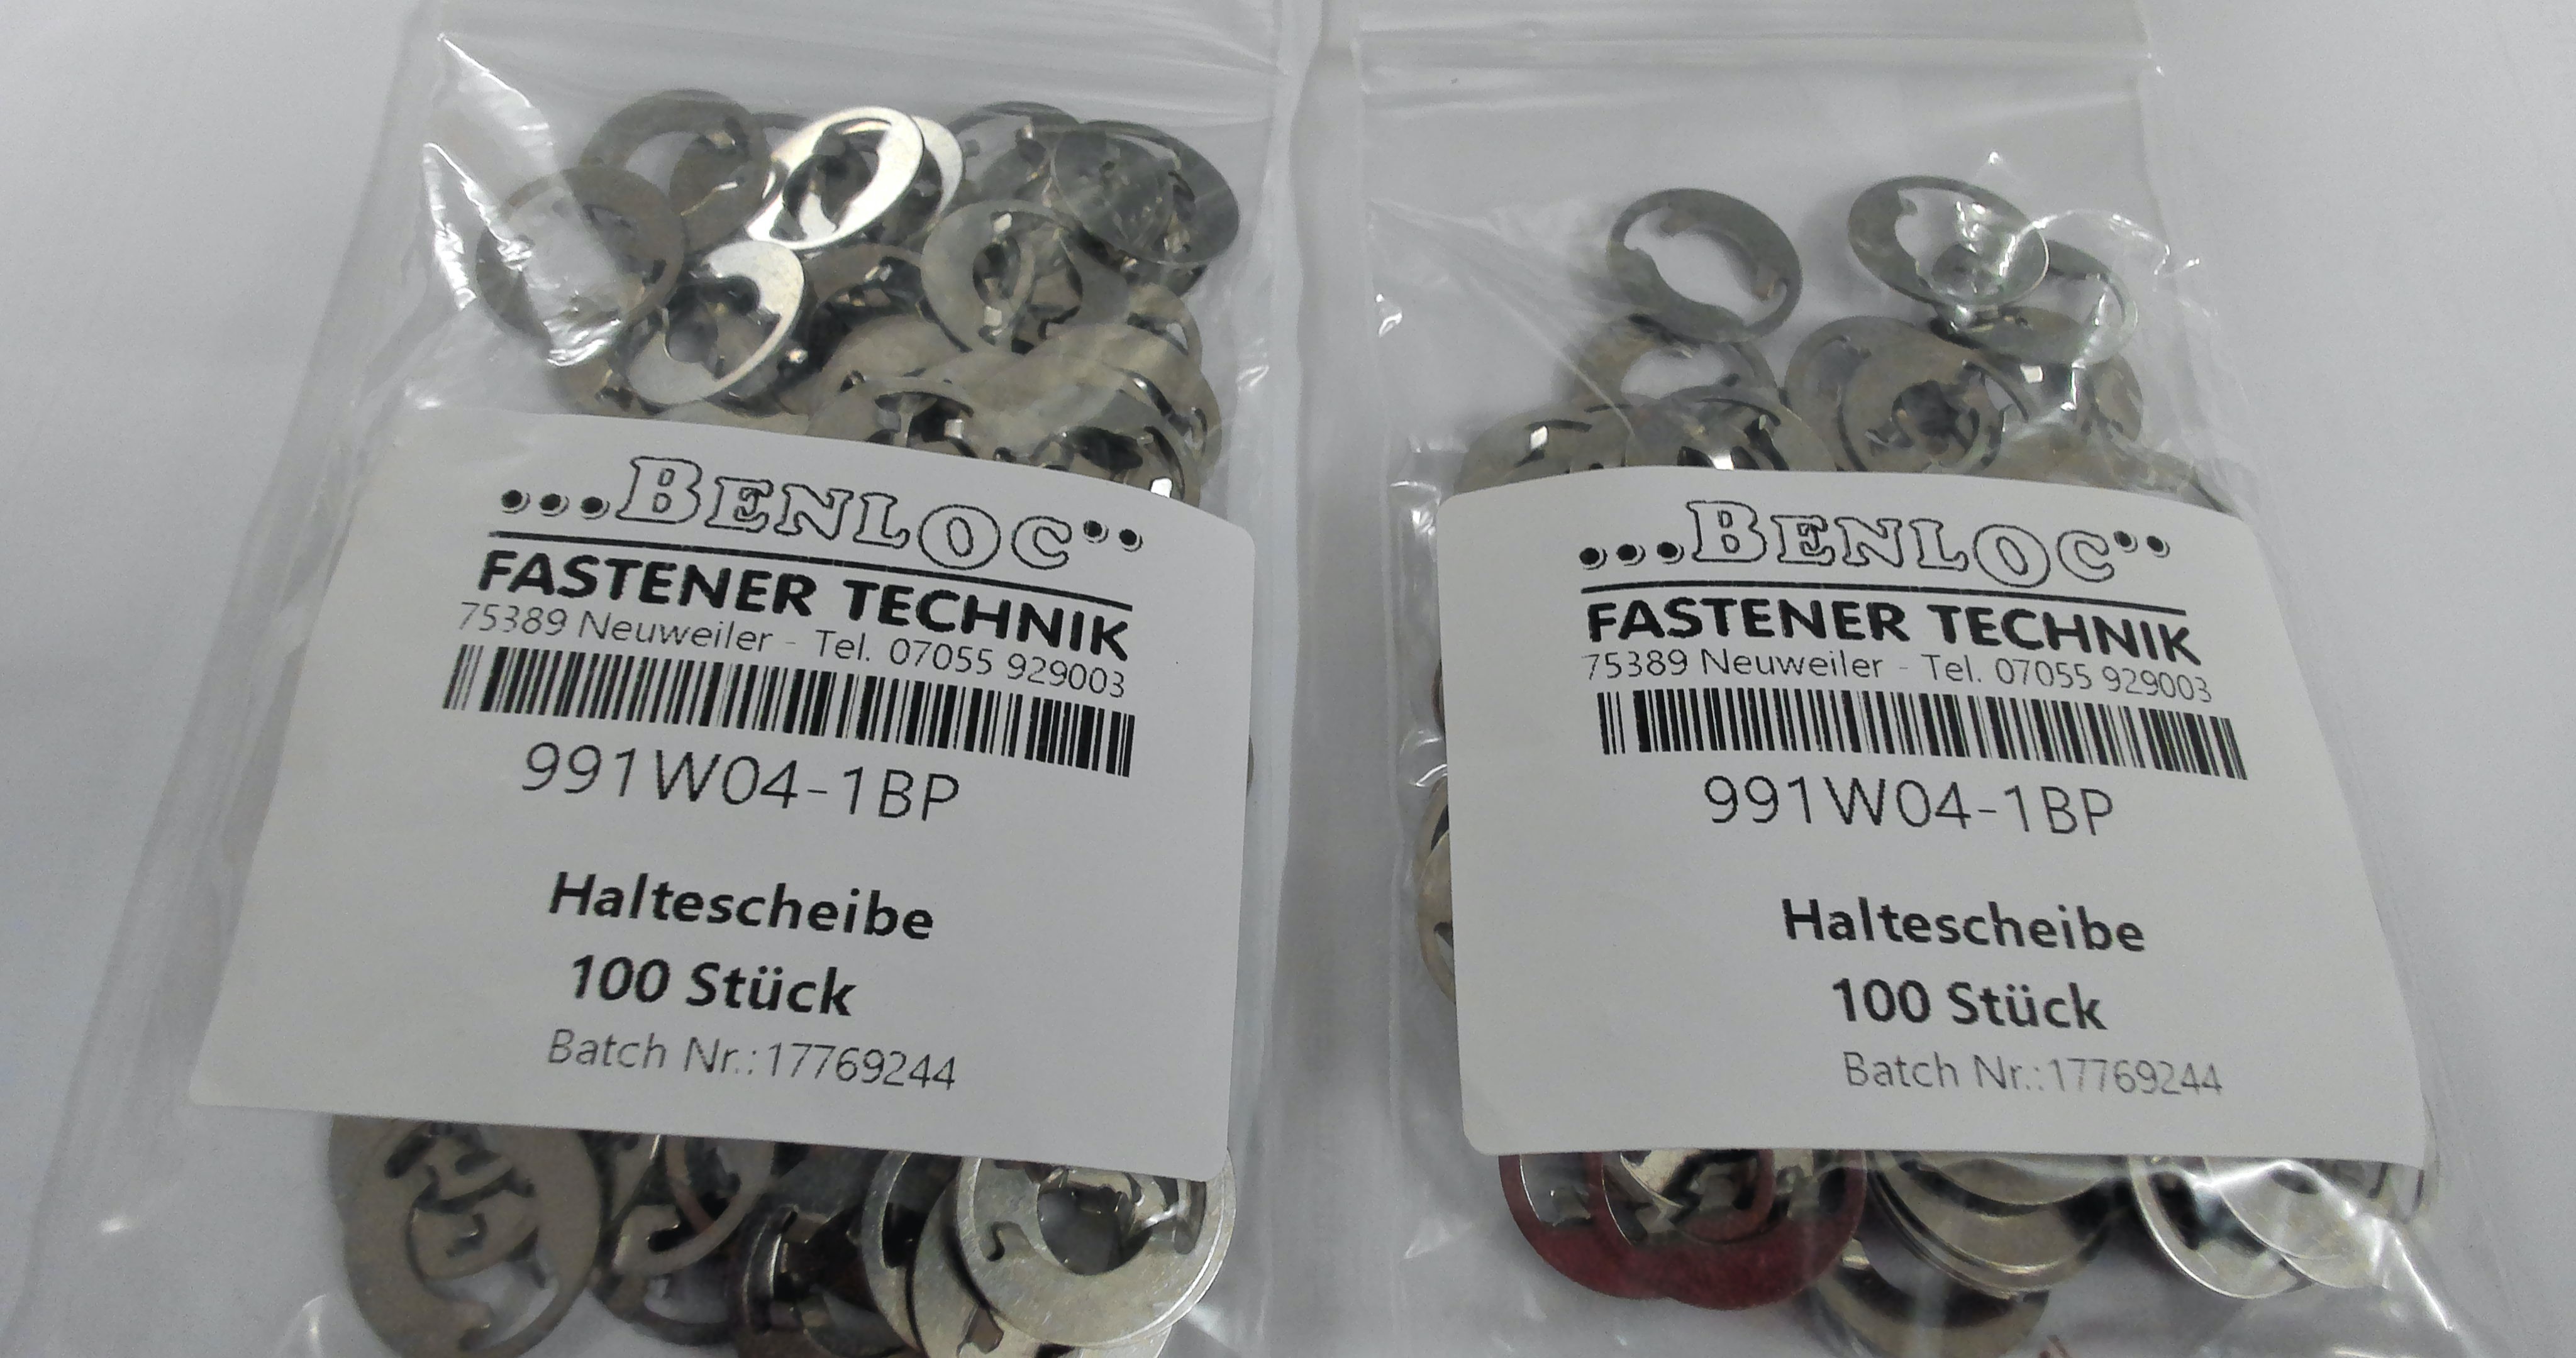 ...BENLOC..
FASTENER TECHNIK
75389 Neuweiler - Tel. 07055 929003
991W04-1BP
Haltescheibe
100 Stück
Batch Nr.:17769244
...BENLOC..
FASTENER TECHNIK
75389 Neuweiler - Tel. 07055 929003
991W04-1BP
Haltescheibe
100 Stück
Batch Nr.:17769244